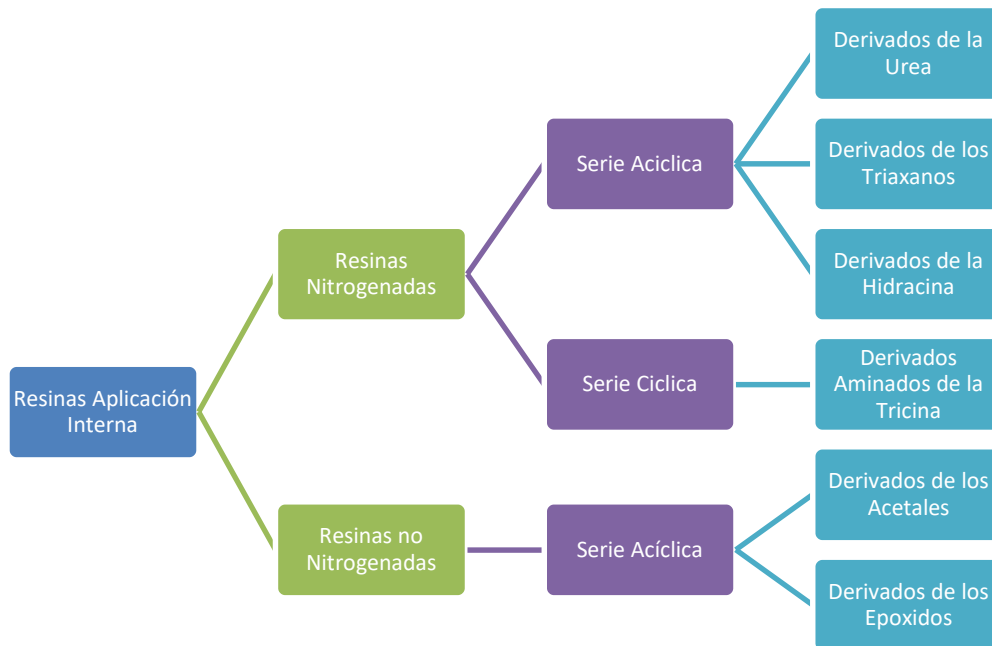 Resinas Aplicación
Interna
Resinas
Nitrogenadas
Serie Aciclica
Derivados de la
Urea
Derivados de los
Triaxanos
Derivados de la
Hidracina
Serie Ciclica
Derivados
Aminados de la
Tricina
Resinas no
Nitrogenadas
Serie Acíclica
Derivados de los
Acetales
Derivados de los
Epoxidos